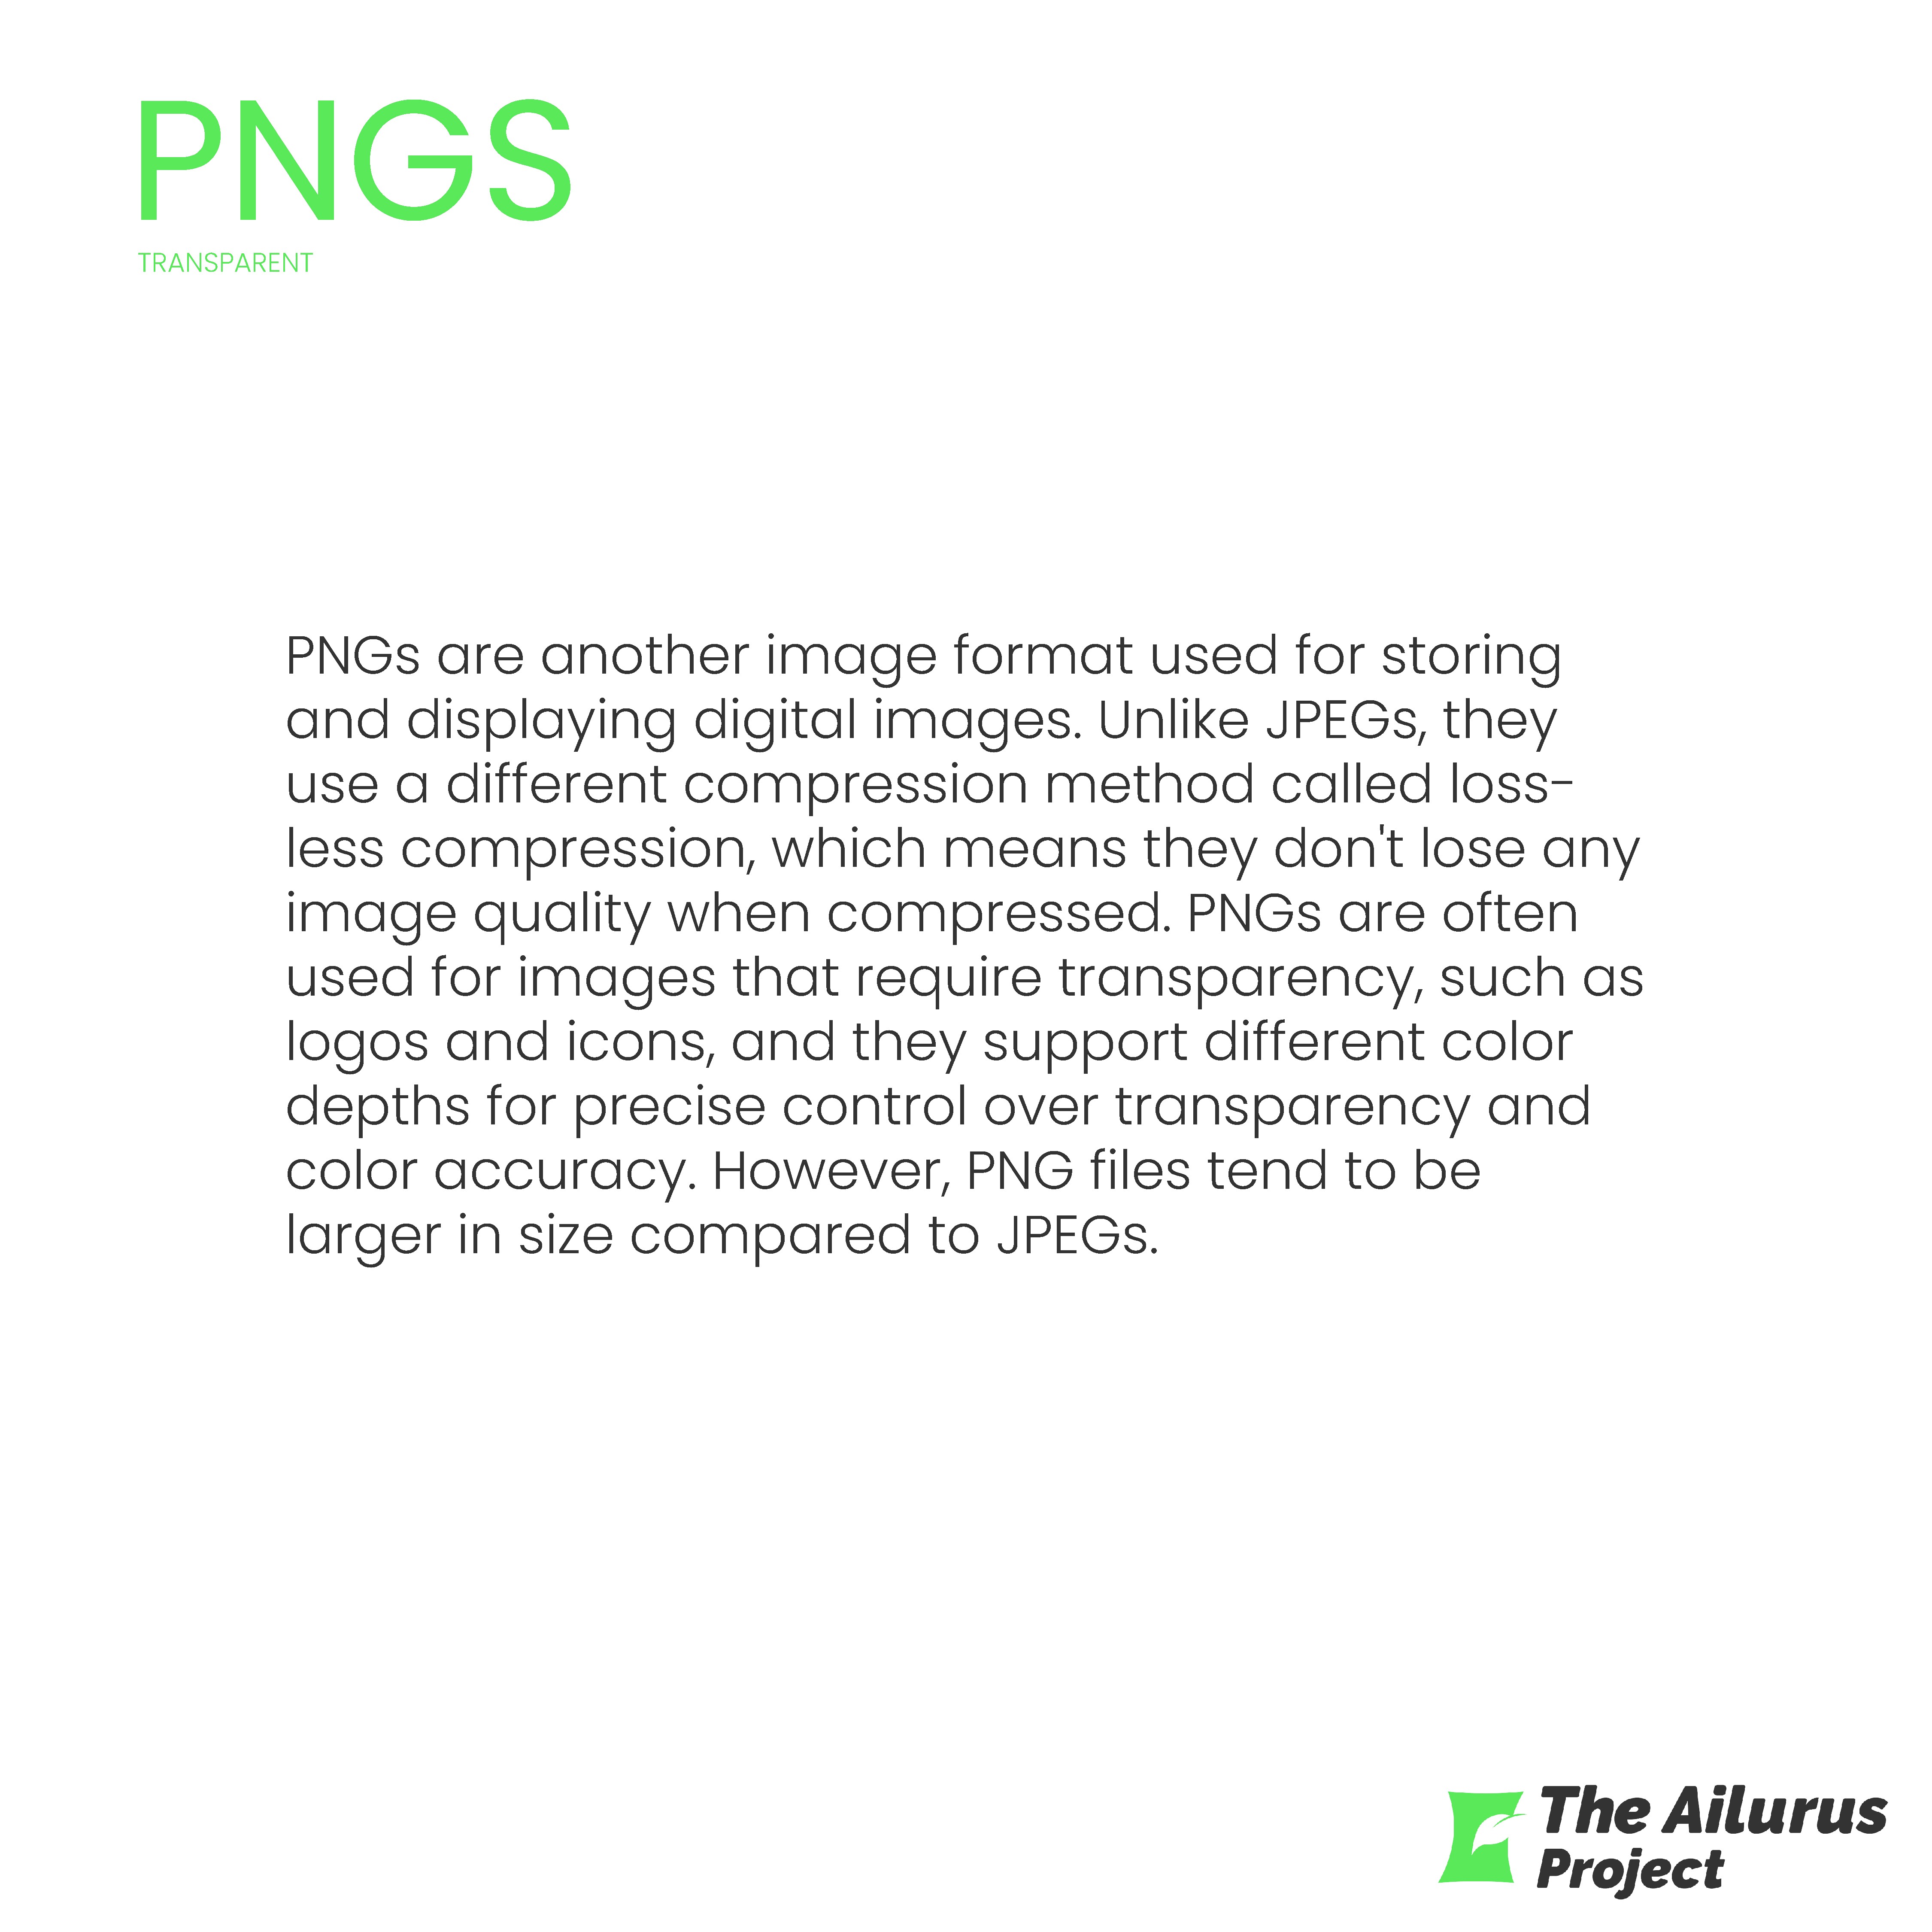 PNGS
TRANSPARENT
PNGs are another image format used for storing
and displaying digital images. Unlike JPEGs, they
use a different compression method called loss-
less compression, which means they don't lose any
image quality when compressed. PNGs are often
used for images that require transparency, such as
logos and icons, and they support different color
depths for precise control over transparency and
color accuracy. However, PNG files tend to be
larger in size compared to JPEGs.
The Ailurus
Project